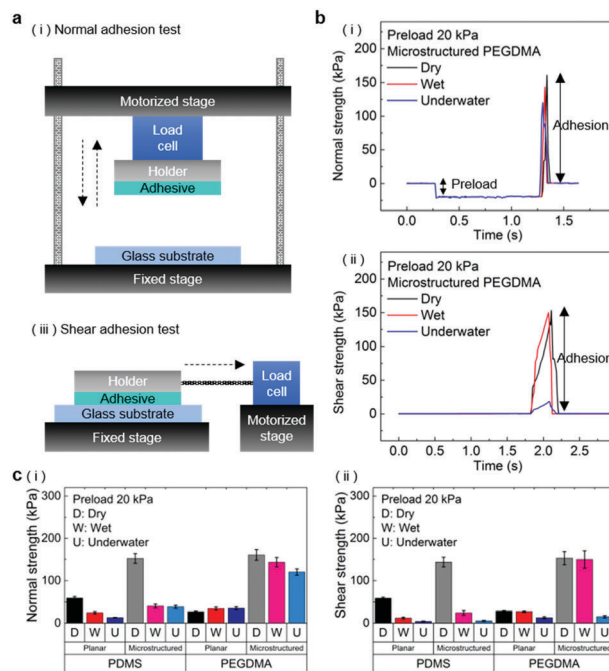 a
( i ) Normal adhesion test
Motorized stage
Load
cell
Holder
Adhesive
Glass substrate
Fixed stage
(iii) Shear adhesion test
Holder
Adhesive
Glass substrate
Fixed stage
Load
cell
Motorized
stage
b
( i )
Preload 20 kPa
Microstructured PEGDMA
Dry
Wet
Underwater
Adhesion
Preload
Normal strength (kPa)
200
150
100
50
0
-50
0.0 0.5 1.0 1.5
Time (s)
(ii)
Preload 20 kPa
Microstructured PEGDMA
Dry
Wet
Underwater
Adhesion
Shear strength (kPa)
200
150
100
50
0
0.0 0.5 1.0 1.5 2.0 2.5
Time (s)
c
( i )
Preload 20 kPa
D: Dry
W: Wet
U: Underwater
Normal strength (kPa)
300
200
100
0
D W U D W U D W U D W U
Planar Microstructured Planar Microstructured
PDMS PEGDMA
( ii )
Preload 20 kPa
D: Dry
W: Wet
U: Underwater
Shear strength (kPa)
300
200
100
0
D W U D W U D W U D W U
Planar Microstructured Planar Microstructured
PDMS PEGDMA